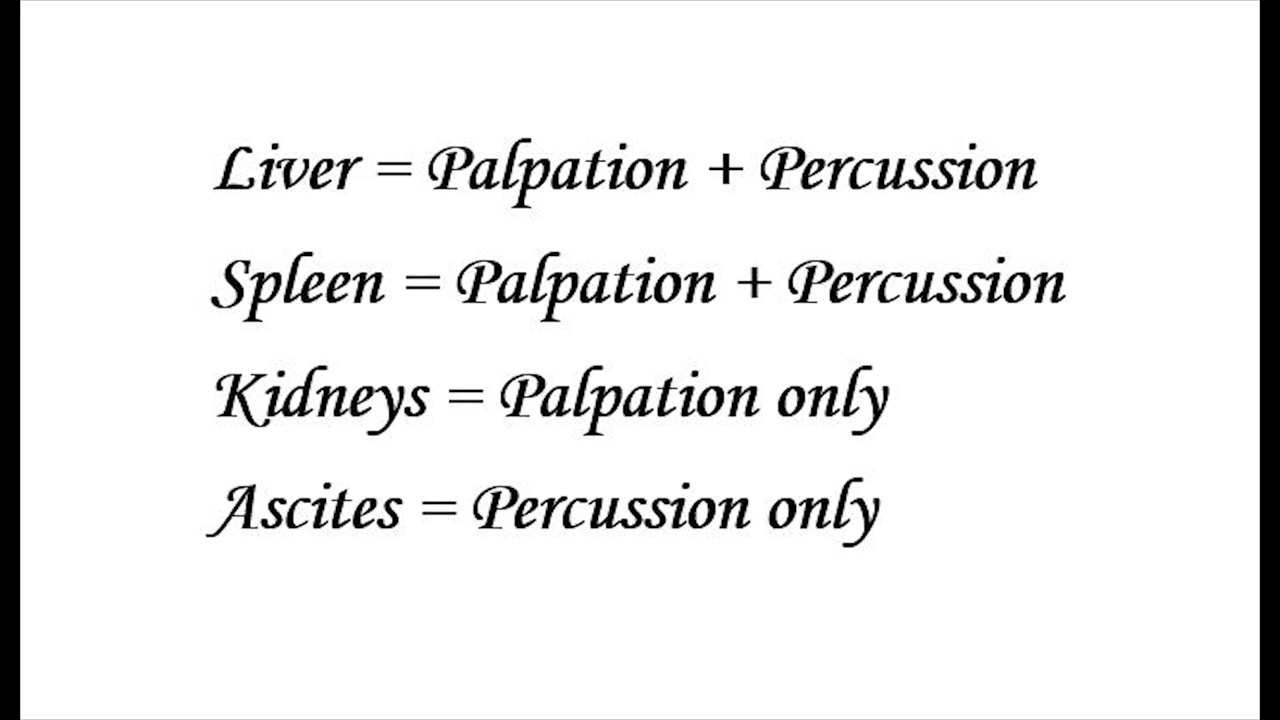 Liver = Palpation + Percussion
Spleen = Palpation + Percussion
Kidneys = Palpation only
Ascites = Percussion only